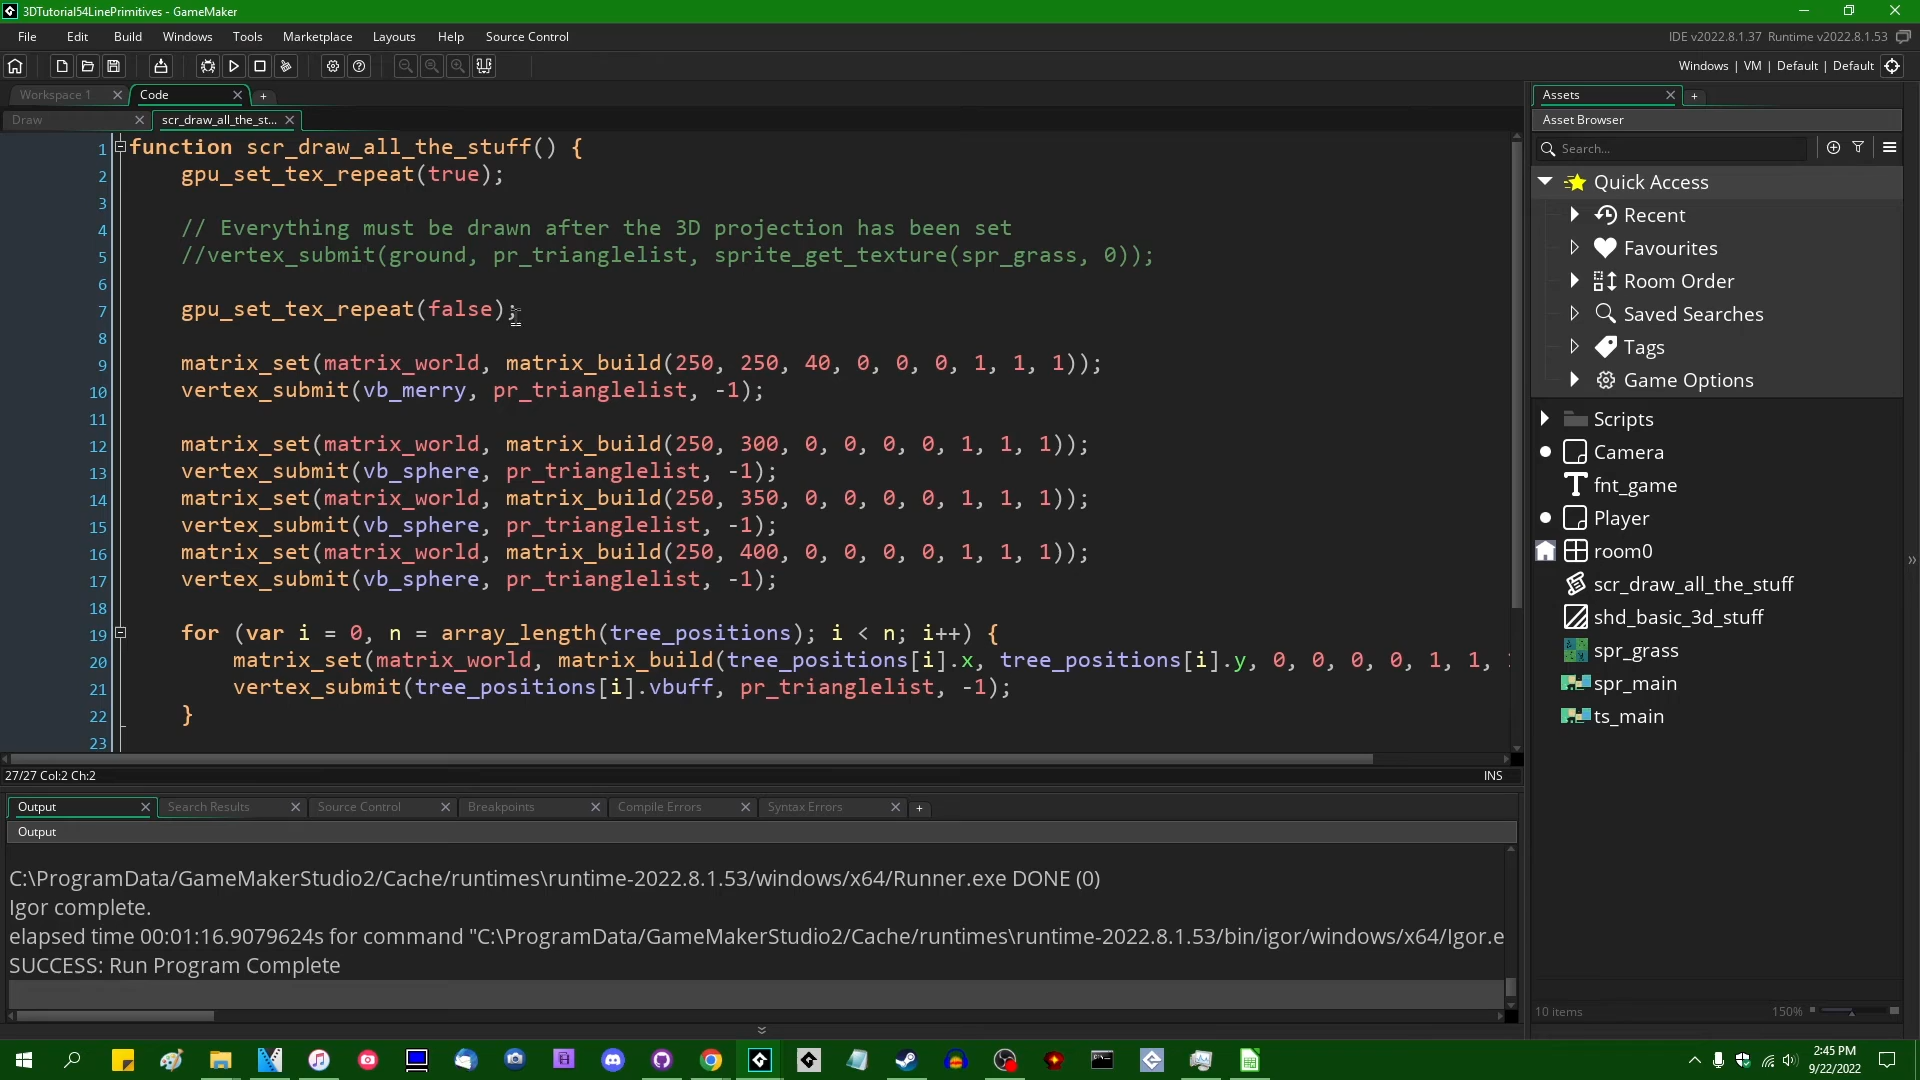 3DTutorial54LinePrimitives - GameMaker
File Edit Build Windows Tools Marketplace Layouts Help Source Control
IDE v2022.8.1.37 Runtime v2022.8.1.53
Windows | VM | Default | Default
Workspace 1
Code
Draw
scr_draw_all_the_st...
1 function scr_draw_all_the_stuff() {
2 gpu_set_tex_repeat(true);
3
4 // Everything must be drawn after the 3D projection has been set
5 //vertex_submit(ground, pr_trianglelist, sprite_get_texture(spr_grass, 0));
6
7 gpu_set_tex_repeat(false);
8
9 matrix_set(matrix_world, matrix_build(250, 250, 40, 0, 0, 0, 1, 1, 1));
10 vertex_submit(vb_merry, pr_trianglelist, -1);
11
12 matrix_set(matrix_world, matrix_build(250, 300, 0, 0, 0, 0, 1, 1, 1));
13 vertex_submit(vb_sphere, pr_trianglelist, -1);
14 matrix_set(matrix_world, matrix_build(250, 350, 0, 0, 0, 0, 1, 1, 1));
15 vertex_submit(vb_sphere, pr_trianglelist, -1);
16 matrix_set(matrix_world, matrix_build(250, 400, 0, 0, 0, 0, 1, 1, 1));
17 vertex_submit(vb_sphere, pr_trianglelist, -1);
18
19 for (var i = 0, n = array_length(tree_positions); i < n; i++) {
20 matrix_set(matrix_world, matrix_build(tree_positions[i].x, tree_positions[i].y, 0, 0, 0, 0, 1, 1,
21 vertex_submit(tree_positions[i].vbuff, pr_trianglelist, -1);
22 }
23
27/27 Col:2 Ch:2
INS
Output Search Results Source Control Breakpoints Compile Errors Syntax Errors
Output
C:\ProgramData/GameMakerStudio2/Cache/runtimes\runtime-2022.8.1.53/windows/x64/Runner.exe DONE (0)
Igor complete.
elapsed time 00:01:16.9079624s for command "C:\ProgramData/GameMakerStudio2/Cache/runtimes\runtime-2022.8.1.53/bin/igor/windows/x64/Igor.e
SUCCESS: Run Program Complete
Assets
Asset Browser
Search...
Quick Access
Recent
Favourites
Room Order
Saved Searches
Tags
Game Options
Scripts
Camera
fnt_game
Player
room0
scr_draw_all_the_stuff
shd_basic_3d_stuff
spr_grass
spr_main
ts_main
10 items
150%
2:45 PM
9/22/2022